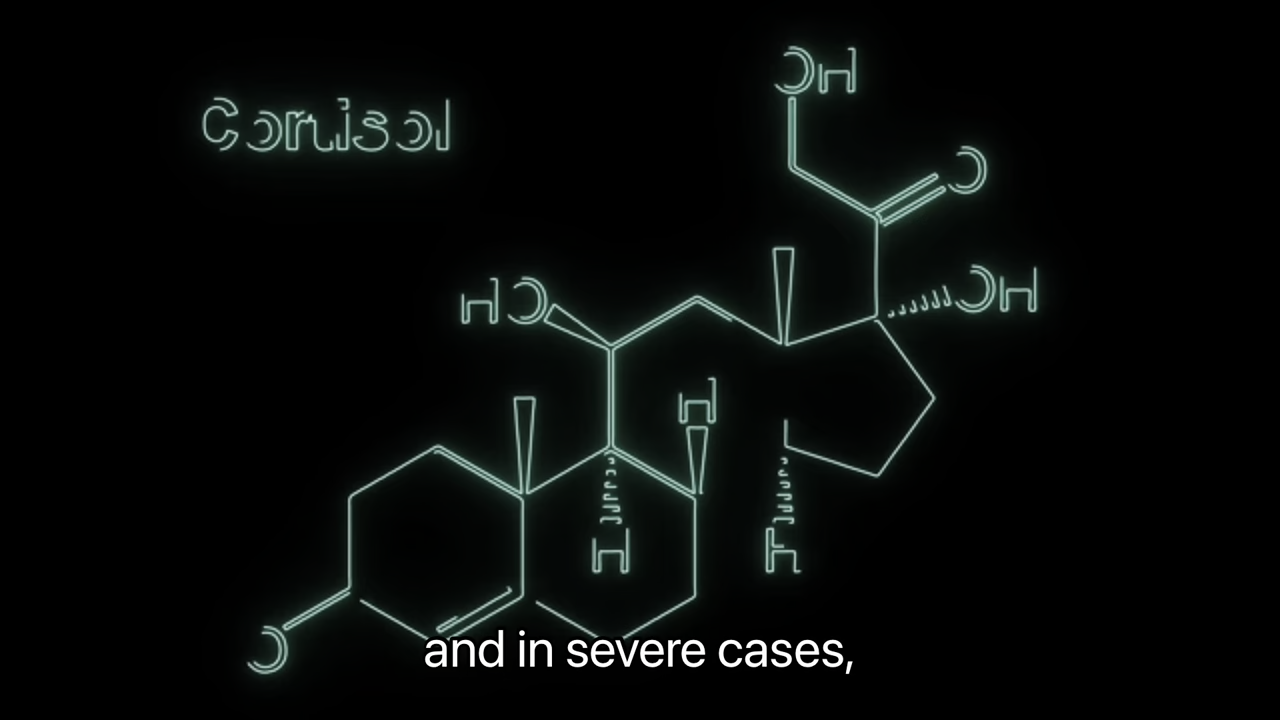 OH
Cortisol
O
OH
HO
H
H
H
O
and in severe cases,